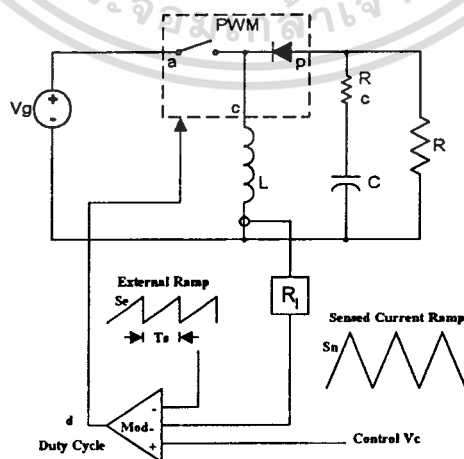 PWM
a
p
c
Vg
R
c
R
L
C
External Ramp
Se
Ts
R
Sensed Current Ramp
Sn
d
Mod
-
-
+
Duty Cycle
Control Vc